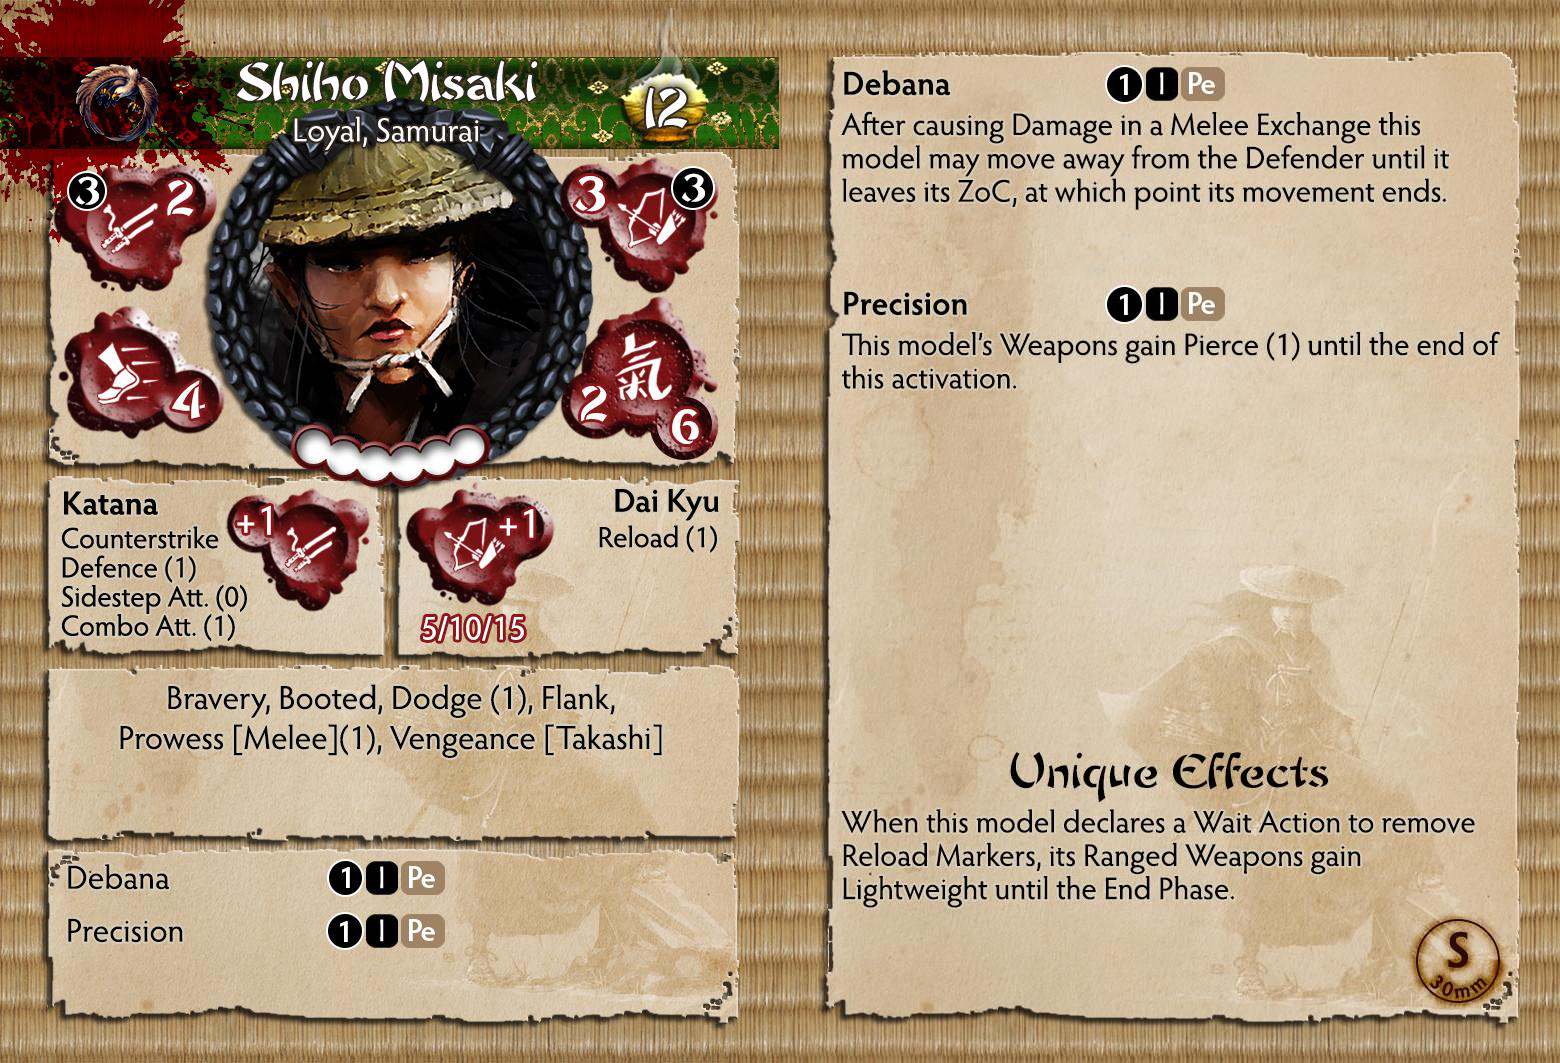 Shiho Misaki
12
Loyal, Samurai
3 2
3 3
4
氣
2 6
Katana +1
Counterstrike
Defence (1)
Sidestep Att. (0)
Combo Att. (1)
+1 Dai Kyu
Reload (1)
5/10/15
Bravery, Booted, Dodge (1), Flank,
Prowess [Melee](1), Vengeance [Takashi]
Debana 1 I Pe
Precision 1 I Pe
Debana 1 I Pe
After causing Damage in a Melee Exchange this
model may move away from the Defender until it
leaves its ZoC, at which point its movement ends.
Precision 1 I Pe
This model's Weapons gain Pierce (1) until the end of
this activation.
Unique Effects
When this model declares a Wait Action to remove
Reload Markers, its Ranged Weapons gain
Lightweight until the End Phase.
S
30mm